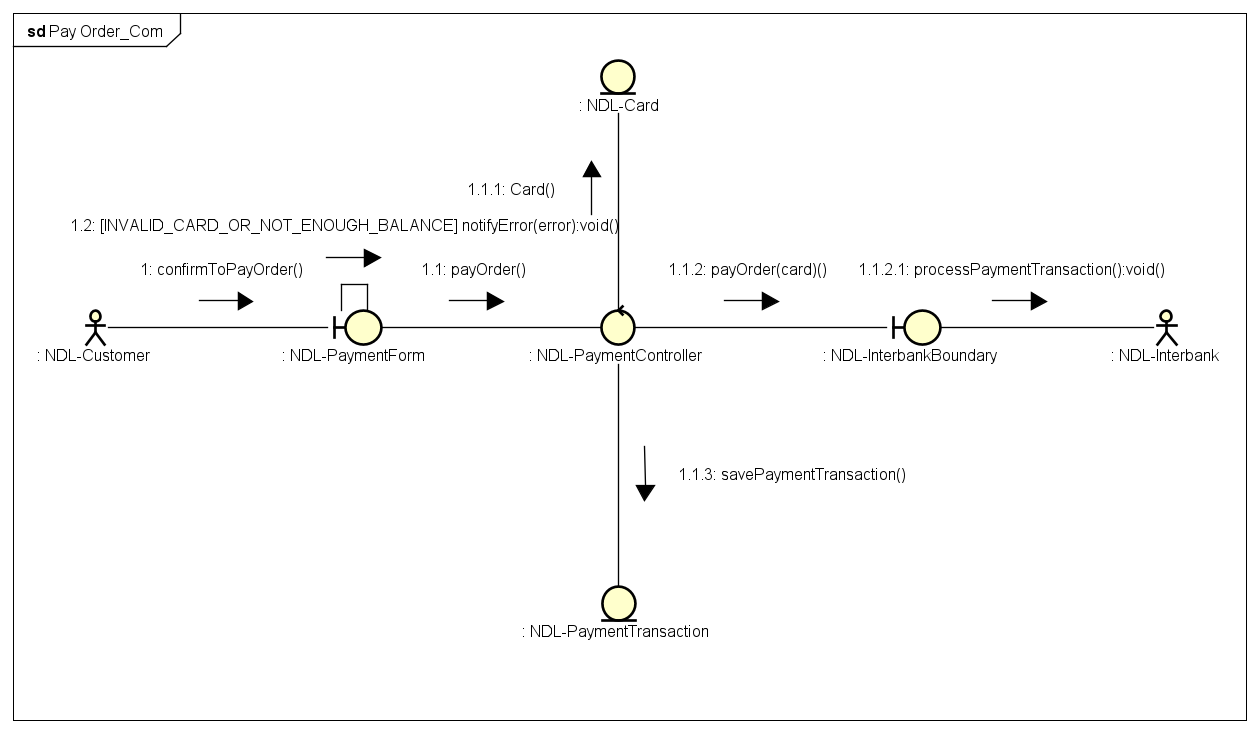 sd Pay Order_Com
: NDL-Card
1.1.1: Card()
1.2: [INVALID_CARD_OR_NOT_ENOUGH_BALANCE] notifyError(error):void()
1: confirmToPayOrder()
1.1: payOrder()
1.1.2: payOrder(card)()
1.1.2.1: processPaymentTransaction():void()
: NDL-Customer
: NDL-PaymentForm
: NDL-PaymentController
: NDL-InterbankBoundary
: NDL-Interbank
1.1.3: savePaymentTransaction()
: NDL-PaymentTransaction